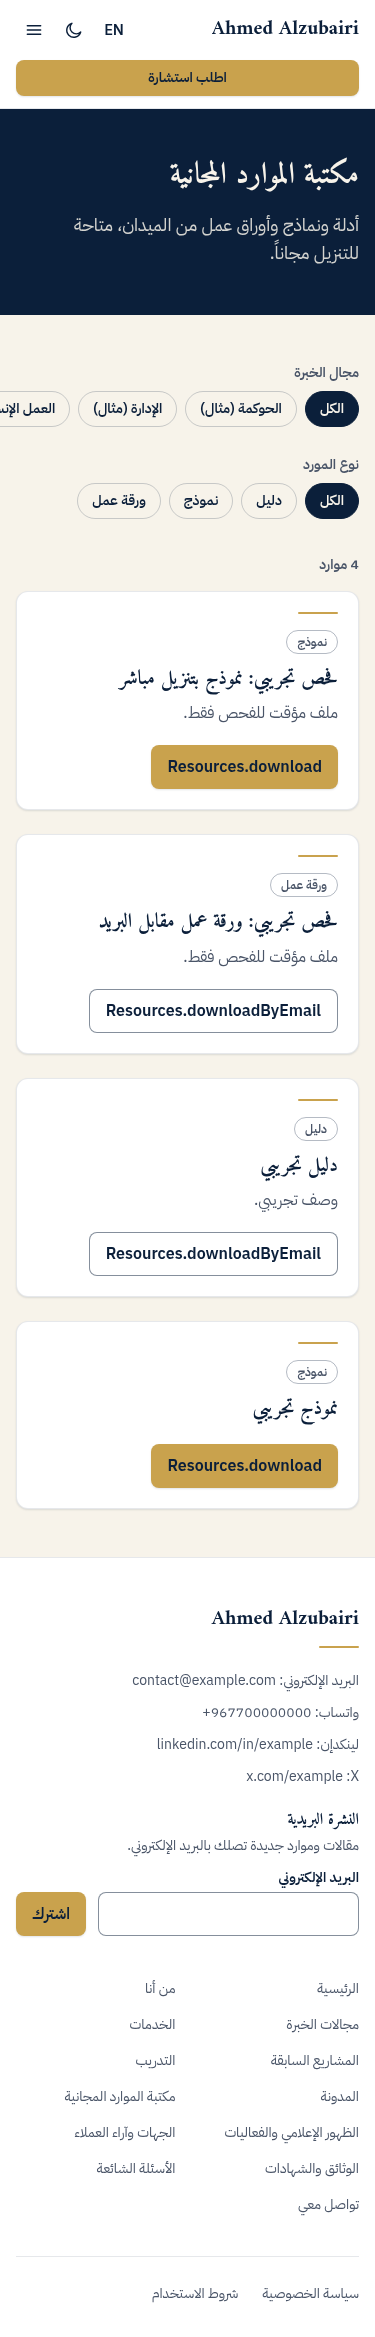 Ahmed Alzubairi
EN
اطلب استشارة
مكتبة الموارد المجانية
أدلة ونماذج وأوراق عمل من الميدان، متاحة
للتنزيل مجاناً.
مجال الخبرة
الكل
الحوكمة (مثال)
الإدارة (مثال)
العمل الإنس
نوع المورد
الكل
دليل
نموذج
ورقة عمل
4 موارد
نموذج
فحص تجريبي: نموذج بتنزيل مباشر
ملف مؤقت للفحص فقط.
Resources.download
ورقة عمل
فحص تجريبي: ورقة عمل مقابل البريد
ملف مؤقت للفحص فقط.
Resources.downloadByEmail
دليل
دليل تجريبي
وصف تجريبي.
Resources.downloadByEmail
نموذج
نموذج تجريبي
Resources.download
Ahmed Alzubairi
البريد الإلكتروني: contact@example.com
واتساب: 967700000000+
لينكدإن: linkedin.com/in/example
X: x.com/example
النشرة البريدية
مقالات وموارد جديدة تصلك بالبريد الإلكتروني.
البريد الإلكتروني
اشترك
الرئيسية
من أنا
مجالات الخبرة
الخدمات
المشاريع السابقة
التدريب
المدونة
مكتبة الموارد المجانية
الظهور الإعلامي والفعاليات
الجهات وآراء العملاء
الوثائق والشهادات
الأسئلة الشائعة
تواصل معي
سياسة الخصوصية
شروط الاستخدام